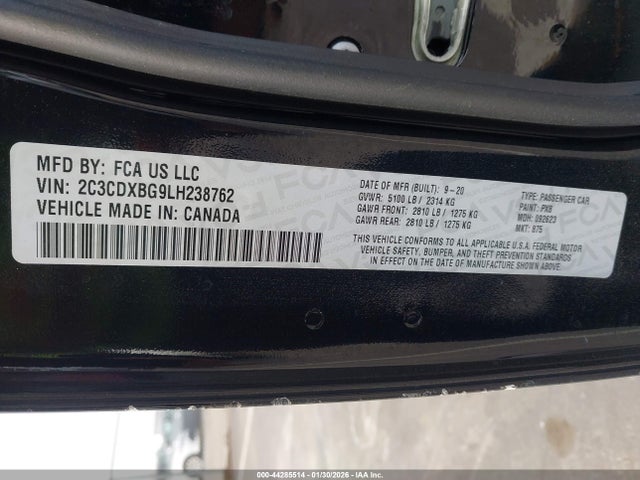 MFD BY: FCA US LLC
VIN: 2C3CDXBG9LH238762
VEHICLE MADE IN: CANADA
DATE OF MFR (BUILT): 9-20
GVWR: 5100 LB / 2314 KG
GAWR FRONT: 2810 LB / 1275 KG
GAWR REAR: 2810 LB / 1275 KG
TYPE: PASSENGER CAR
PAINT: PX8
MDH: 092623
MKT: 875
THIS VEHICLE CONFORMS TO ALL APPLICABLE U.S.A. FEDERAL MOTOR
VEHICLE SAFETY, BUMPER, AND THEFT PREVENTION STANDARDS
IN EFFECT ON THE DATE OF MANUFACTURE SHOWN ABOVE.
000-44285514 - 01/30/2026 - COPARTS